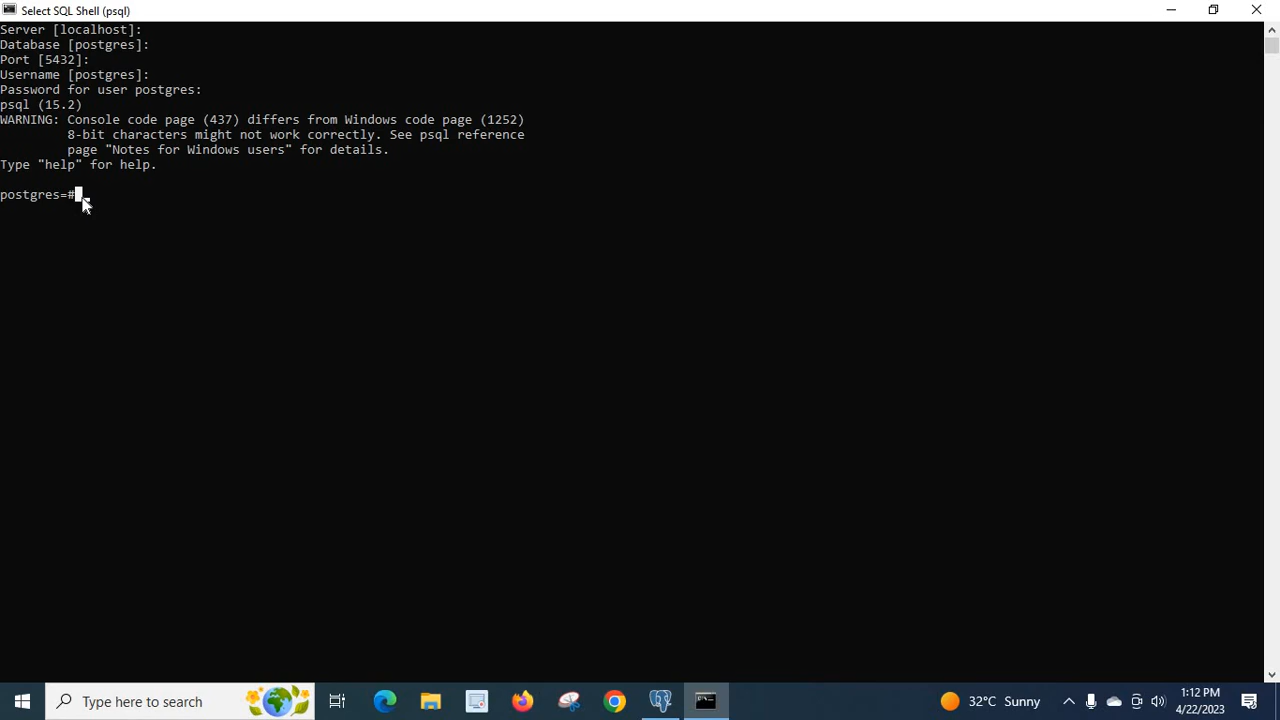 Select SQL Shell (psql)
Server [localhost]:
Database [postgres]:
Port [5432]:
Username [postgres]:
Password for user postgres:
psql (15.2)
WARNING: Console code page (437) differs from Windows code page (1252)
8-bit characters might not work correctly. See psql reference
page "Notes for Windows users" for details.
Type "help" for help.
postgres=#
Type here to search
32°C Sunny
1:12 PM
4/22/2023